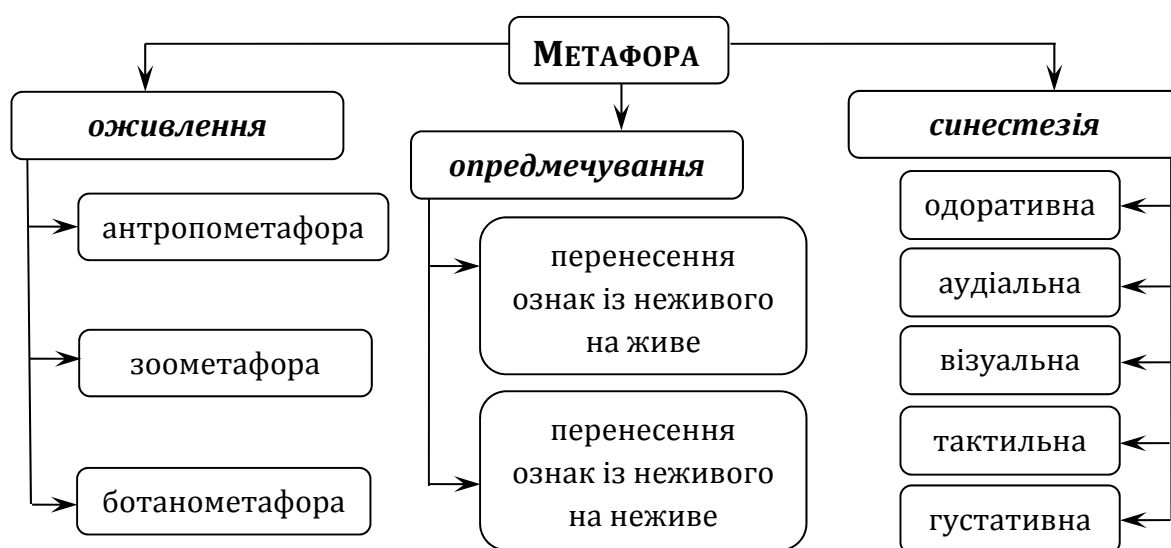 МЕТАФОРА
оживлення
антропометафора
зоометафора
ботанометафора
опредмечування
перенесення
ознак із неживого
на живе
перенесення
ознак із неживого
на неживе
синестезія
одоративна
аудіальна
візуальна
тактильна
густативна